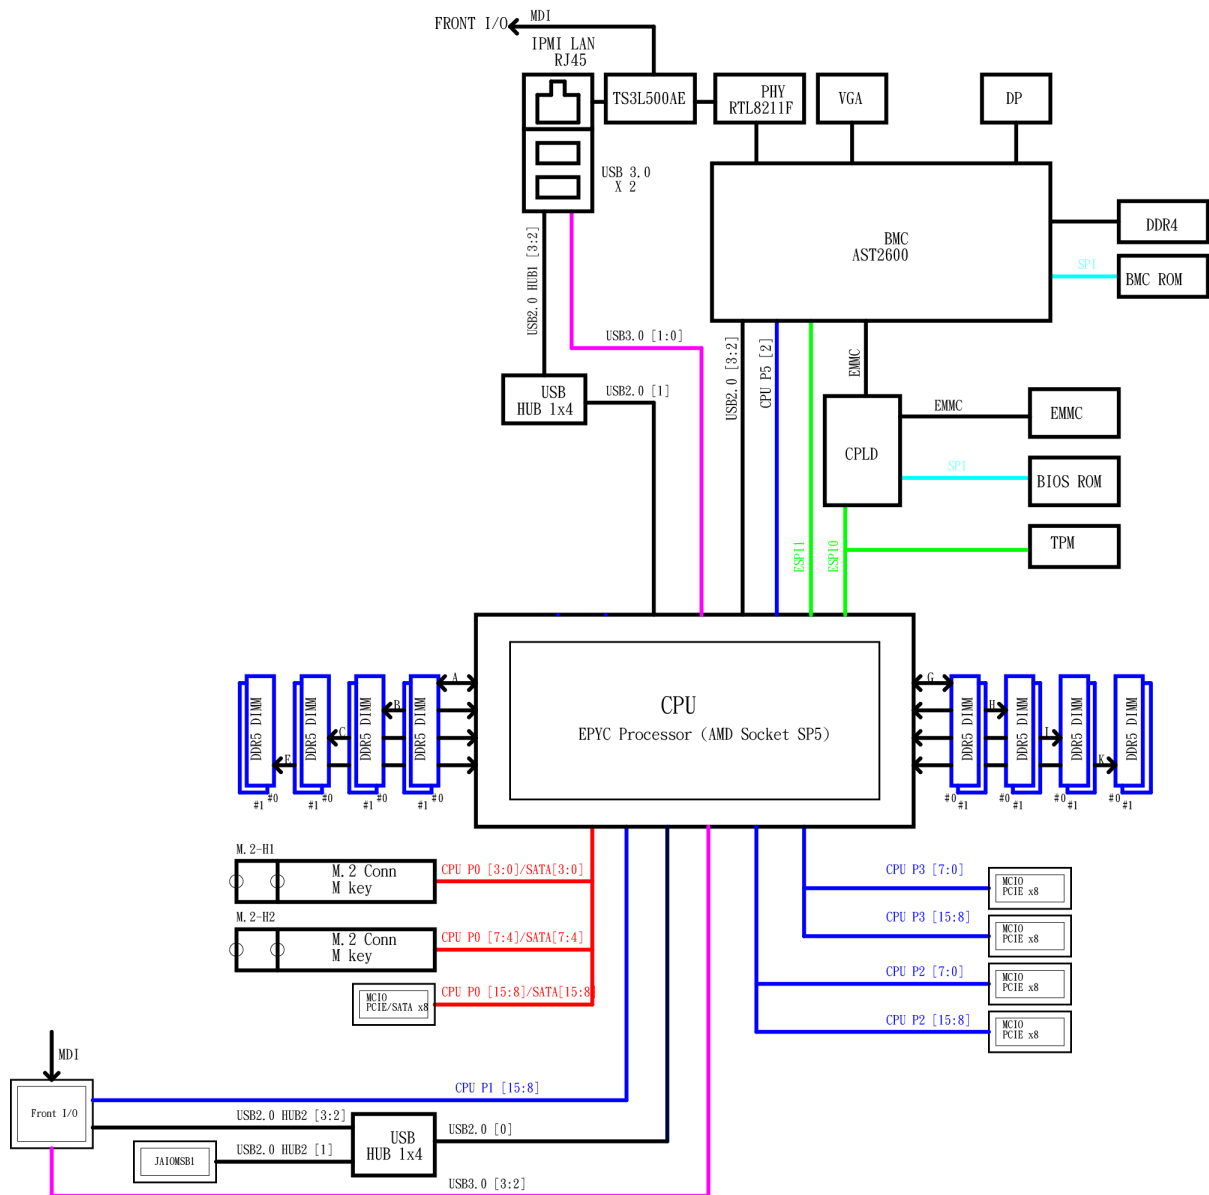 MDI
FRONT I/O
IPMI LAN
RJ45
TS3L500AE
PHY
RTL8211F
VGA
DP
USB 3.0
X 2
DDR4
BMC
AST2600
SPI
BMC ROM
USB2.0 HUB1 [3:2]
USB3.0 [1:0]
USB2.0 [3:2]
CPU P5 [2]
EMMC
USB
HUB 1x4
USB2.0 [1]
EMMC
EMMC
CPLD
SPI
BIOS ROM
ESPI1
ESPI0
TPM
A
B
C
E
DDR5 DIMM
DDR5 DIMM
DDR5 DIMM
DDR5 DIMM
#0
#1
#0
#1
#0
#1
#0
#1
CPU
EPYC Processor (AMD Socket SP5)
G
H
I
K
DDR5 DIMM
DDR5 DIMM
DDR5 DIMM
DDR5 DIMM
#0
#1
#0
#1
#0
#1
#0
#1
M.2-H1
M.2 Conn
M key
CPU P0 [3:0]/SATA[3:0]
M.2-H2
M.2 Conn
M key
CPU P0 [7:4]/SATA[7:4]
MCIO
PCIE/SATA x8
CPU P0 [15:8]/SATA[15:8]
CPU P3 [7:0]
MCIO
PCIE x8
CPU P3 [15:8]
MCIO
PCIE x8
CPU P2 [7:0]
MCIO
PCIE x8
CPU P2 [15:8]
MCIO
PCIE x8
MDI
Front I/O
CPU P1 [15:8]
USB2.0 HUB2 [3:2]
USB
HUB 1x4
USB2.0 [0]
USB2.0 HUB2 [1]
JAIOMSB1
USB3.0 [3:2]